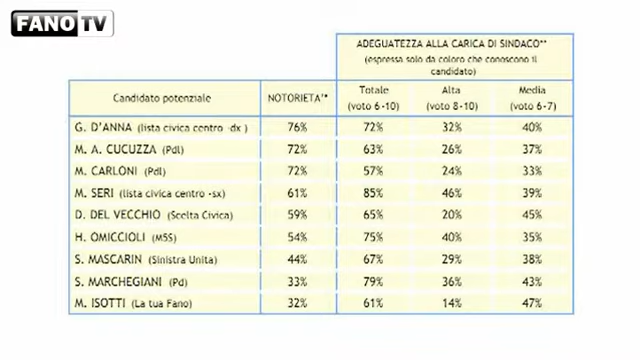 FANO TV
ADEGUATEZZA ALLA CARICA DI SINDACO**
(espressa solo da coloro che conoscono il
candidato)
Candidato potenziale NOTORIETA'* Totale (voto 6-10) Alta (voto 8-10) Media (voto 6-7)
G. D'ANNA (lista civica centro -dx ) 76% 72% 32% 40%
M. A. CUCUZZA (Pdl) 72% 63% 26% 37%
M. CARLONI (Pdl) 72% 57% 24% 33%
M. SERI (lista civica centro -sx) 61% 85% 46% 39%
D. DEL VECCHIO (Scelta Civica) 59% 65% 20% 45%
H. OMICCIOLI (M5S) 54% 75% 40% 35%
S. MASCARIN (Sinistra Unita) 44% 67% 29% 38%
S. MARCHEGIANI (Pd) 33% 79% 36% 43%
M. ISOTTI (La tua Fano) 32% 61% 14% 47%